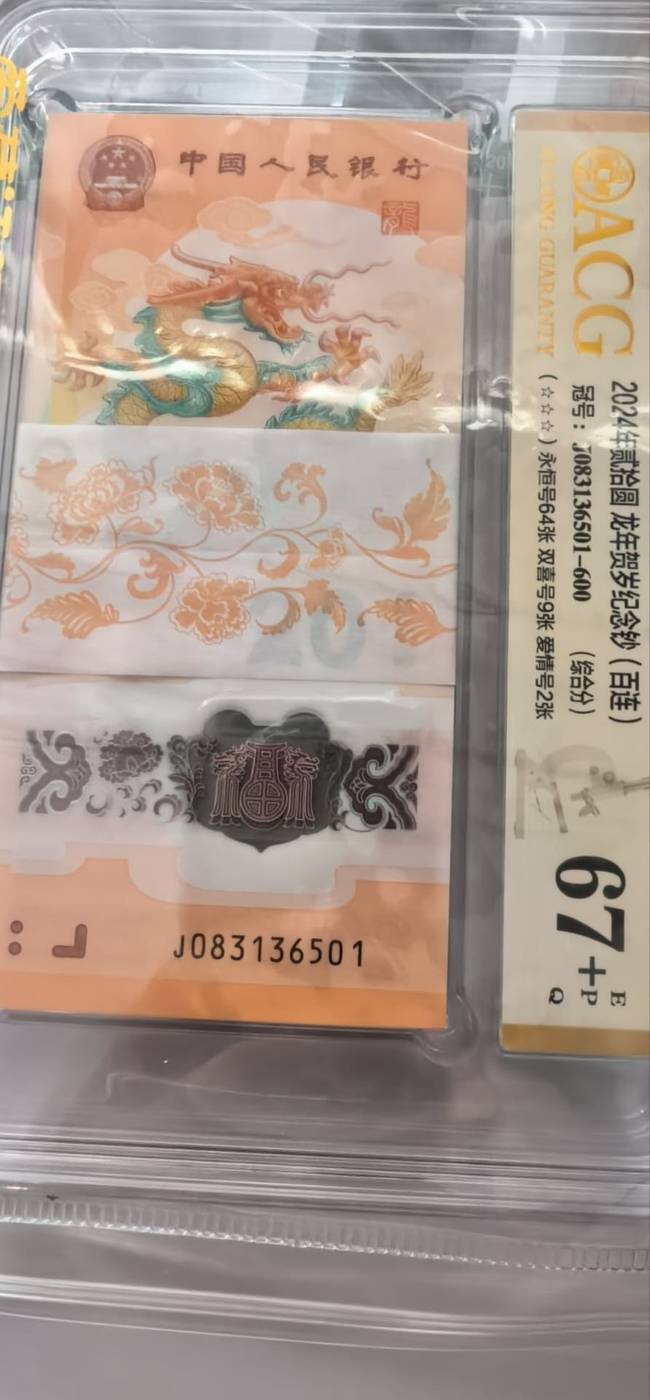 中国人民银行
J083136501
ACG
GUARANTY
2024年贰拾圆 龙年贺岁纪念钞（百连）
冠号：J083136501-600 （综合分）
（☆☆☆）永恒号64张 双喜号9张 爱情号2张
67+
E
P
Q